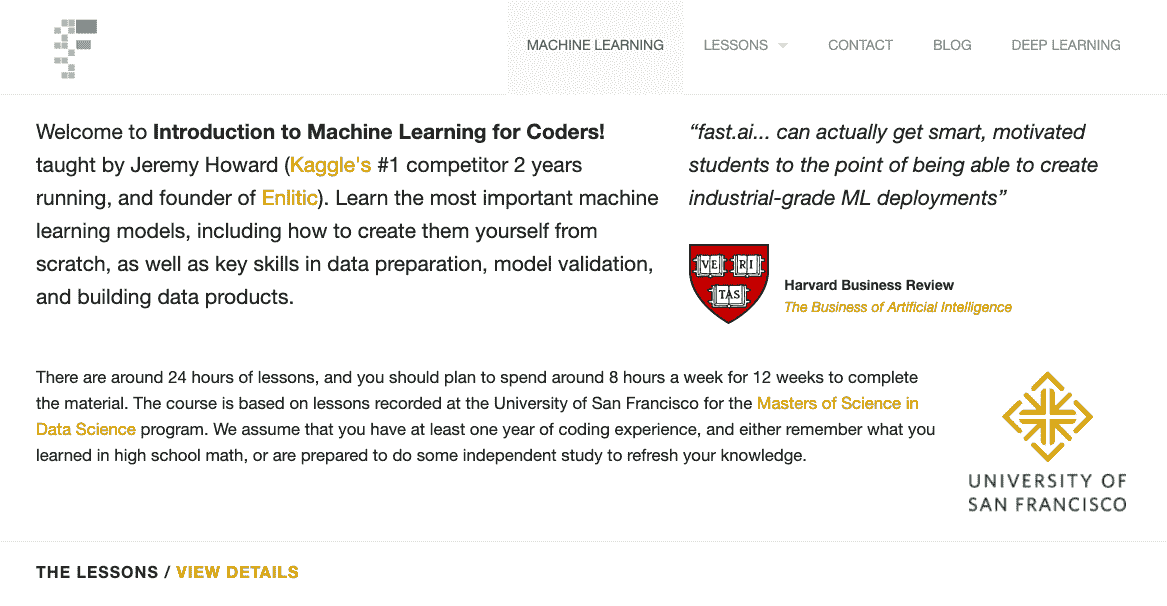 MACHINE LEARNING LESSONS CONTACT BLOG DEEP LEARNING
Welcome to Introduction to Machine Learning for Coders!
taught by Jeremy Howard (Kaggle's #1 competitor 2 years
running, and founder of Enlitic). Learn the most important machine
learning models, including how to create them yourself from
scratch, as well as key skills in data preparation, model validation,
and building data products.
“fast.ai... can actually get smart, motivated
students to the point of being able to create
industrial-grade ML deployments”
VE RI
TAS
Harvard Business Review
The Business of Artificial Intelligence
There are around 24 hours of lessons, and you should plan to spend around 8 hours a week for 12 weeks to complete
the material. The course is based on lessons recorded at the University of San Francisco for the Masters of Science in
Data Science program. We assume that you have at least one year of coding experience, and either remember what you
learned in high school math, or are prepared to do some independent study to refresh your knowledge.
UNIVERSITY OF
SAN FRANCISCO
THE LESSONS / VIEW DETAILS